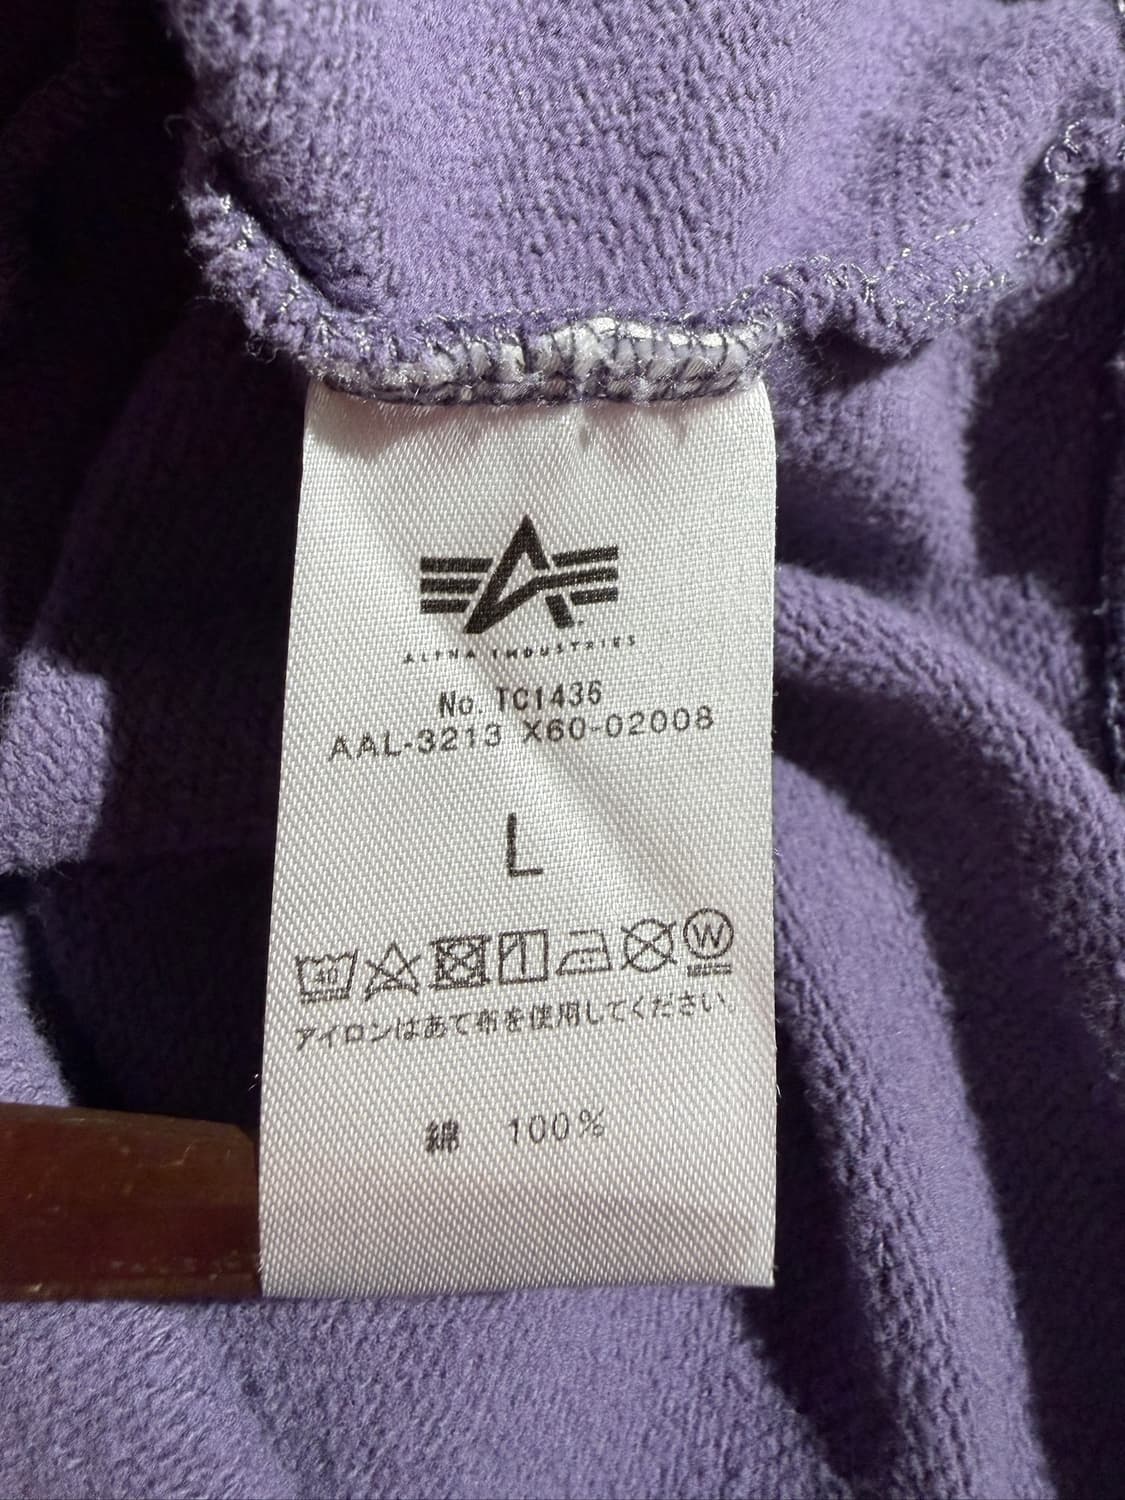 ALPHA INDUSTRIES
No. TC1436
AAL-3213 X60-02008
L
40 W
アイロンはあて布を使用してください。
綿 100%